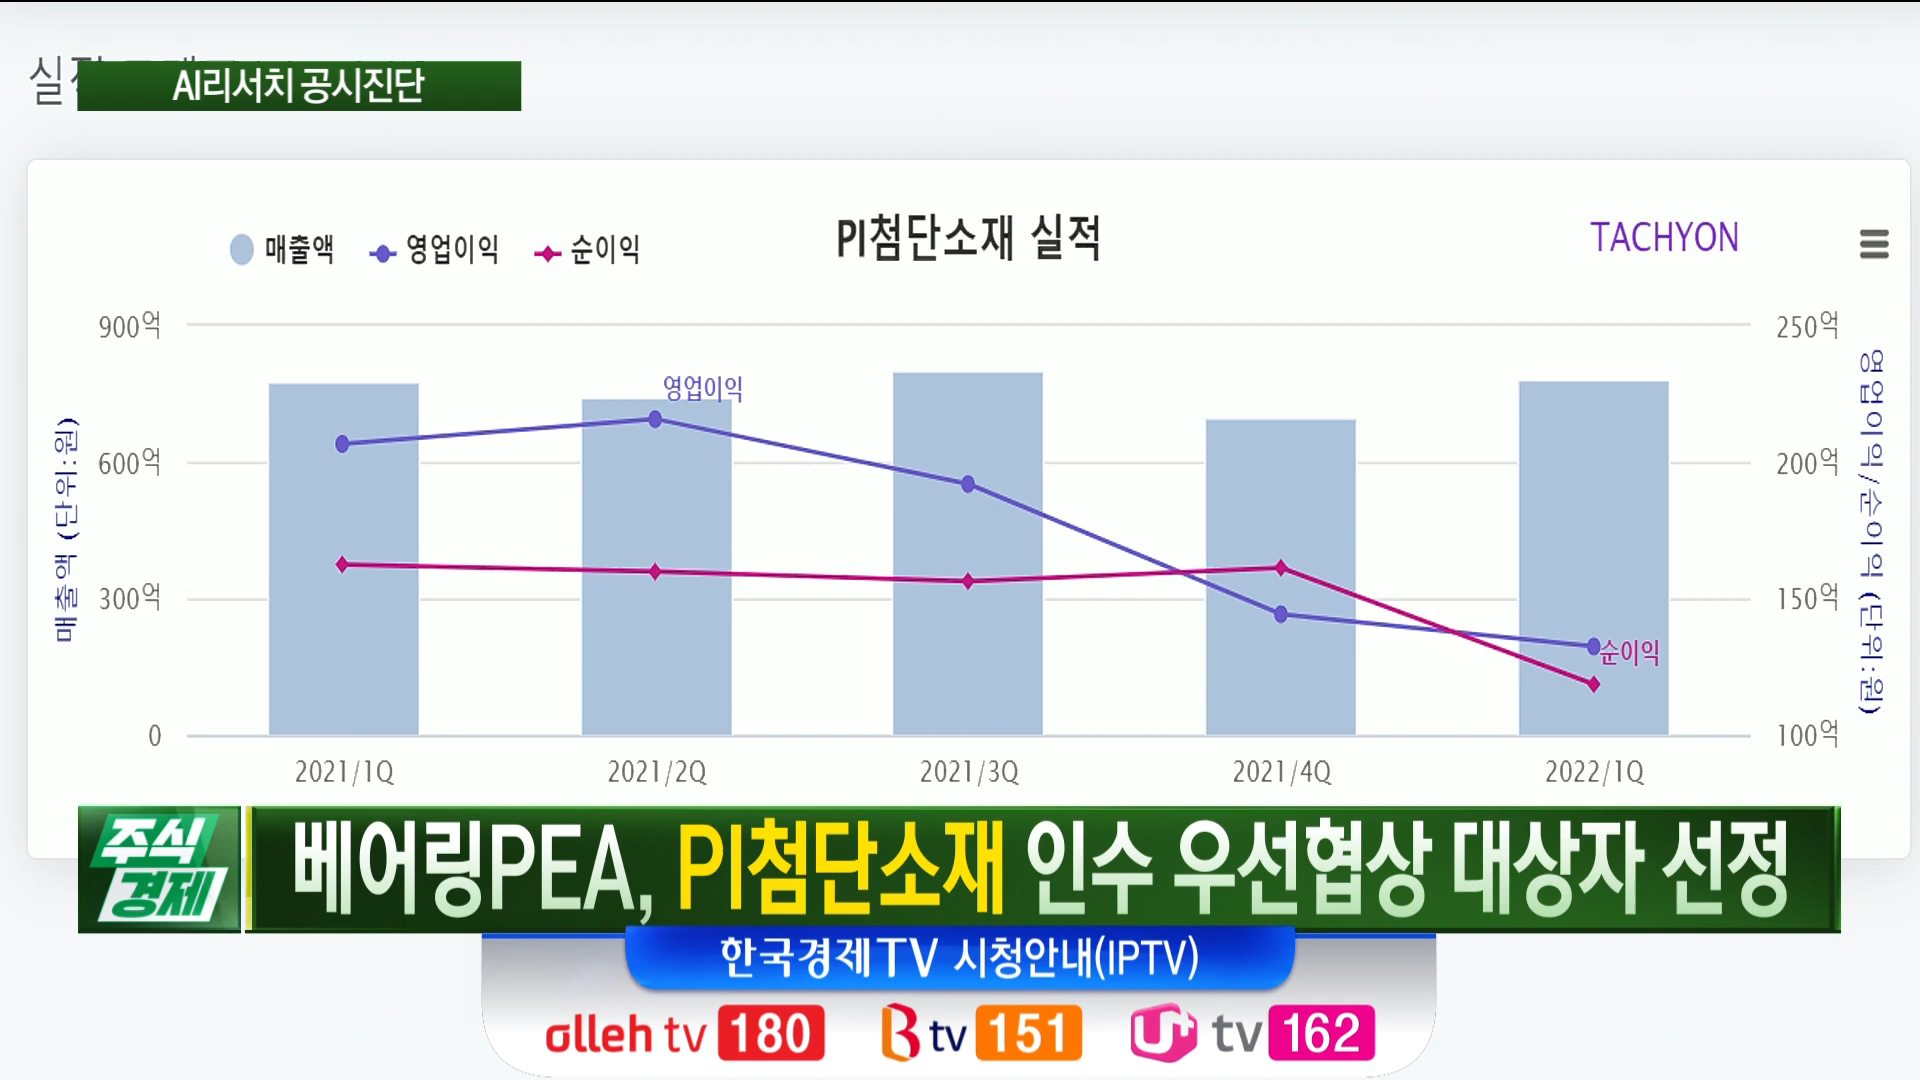 AI리서치 공시진단
매출액 영업이익 순이익
PI첨단소재 실적
TACHYON
900억
600억
300억
0
매출액 (단위:원)
영업이익
순이익
250억
200억
150억
100억
영업이익/순이익 (단위:원)
2021/1Q 2021/2Q 2021/3Q 2021/4Q 2022/1Q
주식
경제
베어링PEA, PI첨단소재 인수 우선협상 대상자 선정
한국경제TV 시청안내(IPTV)
olleh tv 180 B tv 151 U+ tv 162